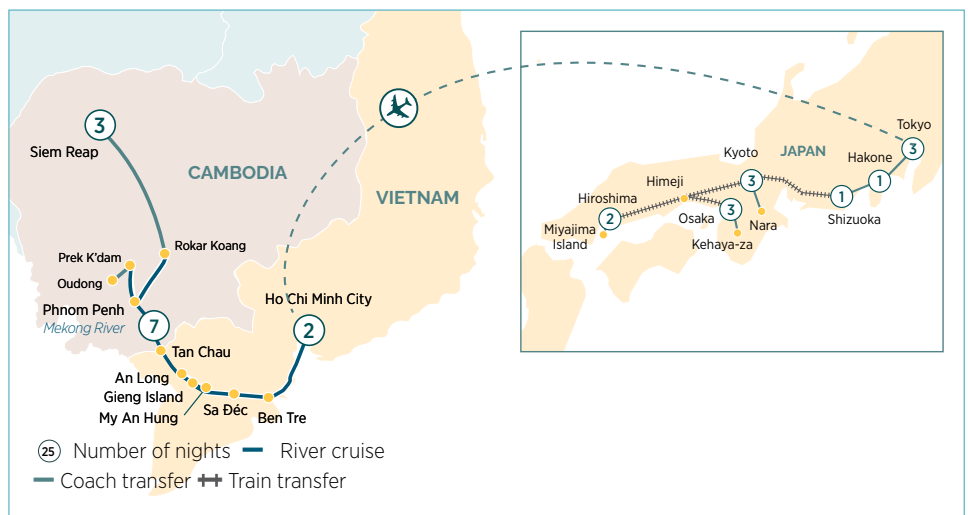 3
Siem Reap
CAMBODIA
VIETNAM
Rokar Koang
Prek K'dam
Oudong
Phnom Penh
Mekong River
7
Ho Chi Minh City
2
Tan Chau
An Long
Gieng Island
My An Hung
Sa Déc
Ben Tre
25 Number of nights River cruise
Coach transfer Train transfer
Tokyo
3
JAPAN
Hakone
1
Kyoto
3
Himeji
1
Shizuoka
Hiroshima
2
Osaka
3
Nara
Miyajima
Island
Kehaya-za